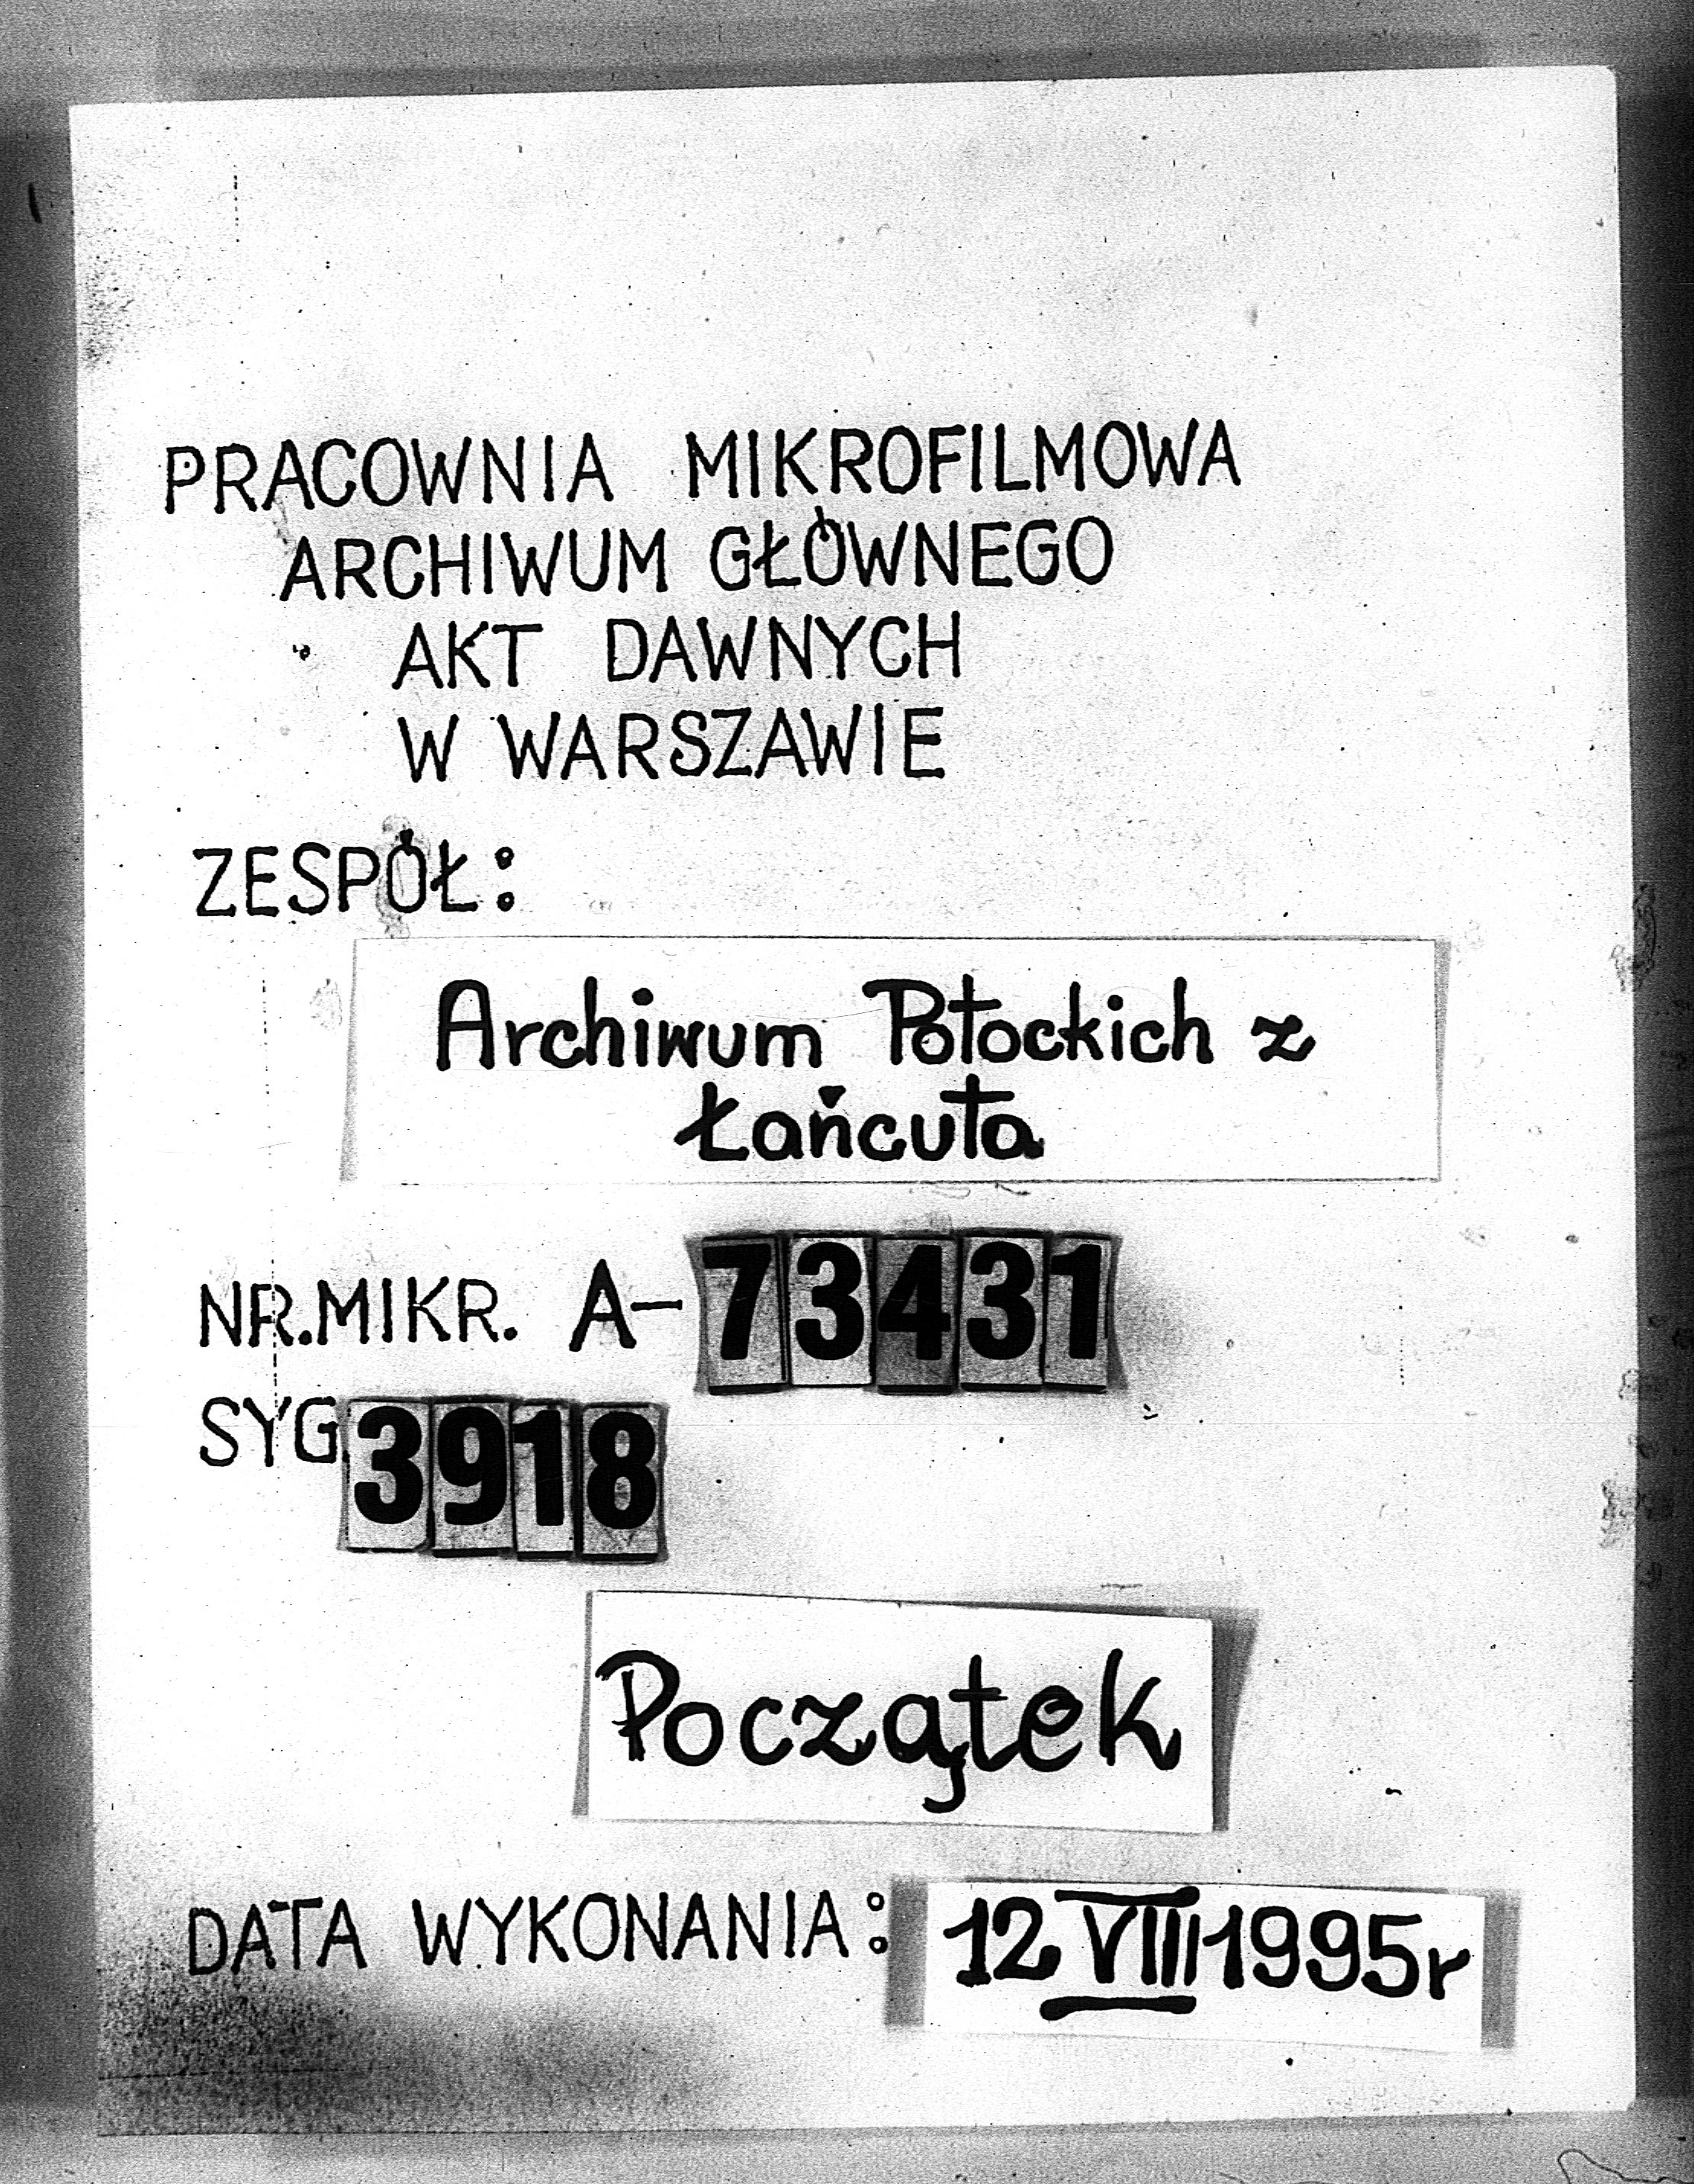 PRACOWNIA MIKROFILMOWA
ARCHIWUM GŁÓWNEGO
AKT DAWNYCH
W WARSZAWIE
ZESPÓŁ:
Archiwum Potockich z
Łańcuta
NR.MIKR. A-73431
SYG.3918
Początek
DATA WYKONANIA: 12 VIII 1995r